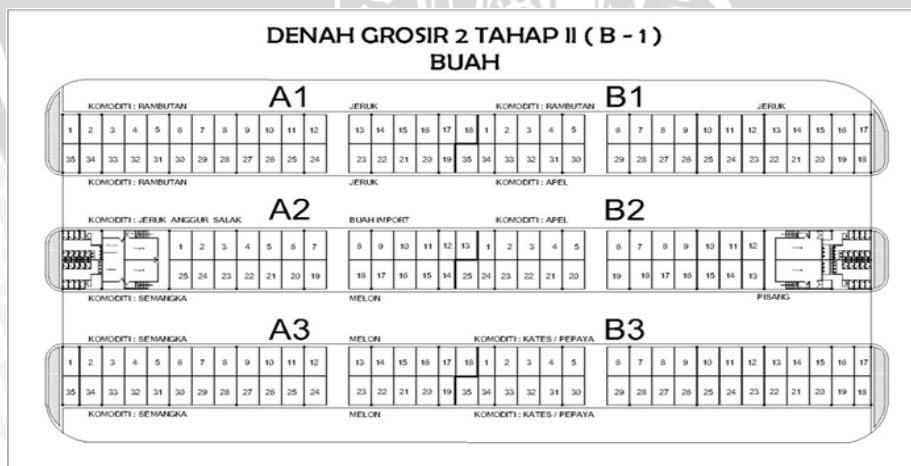 DENAH GROSIR 2 TAHAP II ( B - 1 )
BUAH
A1 B1
KOMODITI : RAMBUTAN JERUK KOMODITI : RAMBUTAN JERUK
1 2 3 4 5 6 7 8 9 10 11 12 13 14 15 16 17 18 1 2 3 4 5 6 7 8 9 10 11 12 13 14 15 16 17
35 34 33 32 31 30 29 28 27 26 25 24 23 22 21 20 19 35 34 33 32 31 30 29 28 27 26 25 24 23 22 21 20 19 18
KOMODITI : RAMBUTAN JERUK KOMODITI : APEL
A2 B2
KOMODITI : JERUK ANGGUR SALAK BUAH IMPORT KOMODITI : APEL
1 2 3 4 5 6 7 8 9 10 11 12 13 1 2 3 4 5 6 7 8 9 10 11 12
25 24 23 22 21 20 19 18 17 16 15 14 25 24 23 22 21 20 19 18 17 16 15 14 13
KOMODITI : SEMANGKA MELON PISANG
A3 B3
KOMODITI : SEMANGKA MELON KOMODITI : KATES / PEPAYA
1 2 3 4 5 6 7 8 9 10 11 12 13 14 15 16 17 18 1 2 3 4 5 6 7 8 9 10 11 12 13 14 15 16 17
35 34 33 32 31 30 29 28 27 26 25 24 23 22 21 20 19 35 34 33 32 31 30 29 28 27 26 25 24 23 22 21 20 19 18
KOMODITI : SEMANGKA MELON KOMODITI : KATES / PEPAYA